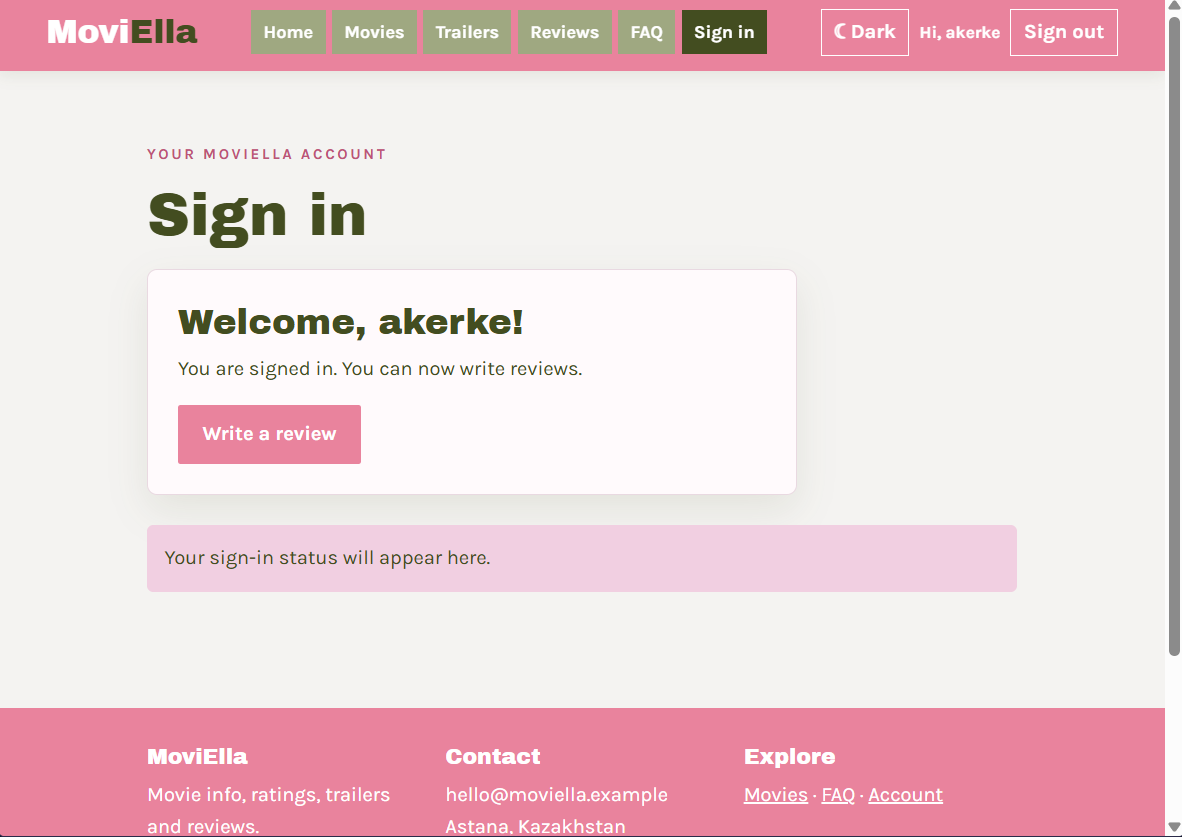 MoviElla Home Movies Trailers Reviews FAQ Sign in Dark Hi, akerke Sign out
YOUR MOVIELLA ACCOUNT
Sign in
Welcome, akerke!
You are signed in. You can now write reviews.
Write a review
Your sign-in status will appear here.
MoviElla
Movie info, ratings, trailers
and reviews.
Contact
hello@moviella.example
Astana, Kazakhstan
Explore
Movies · FAQ · Account